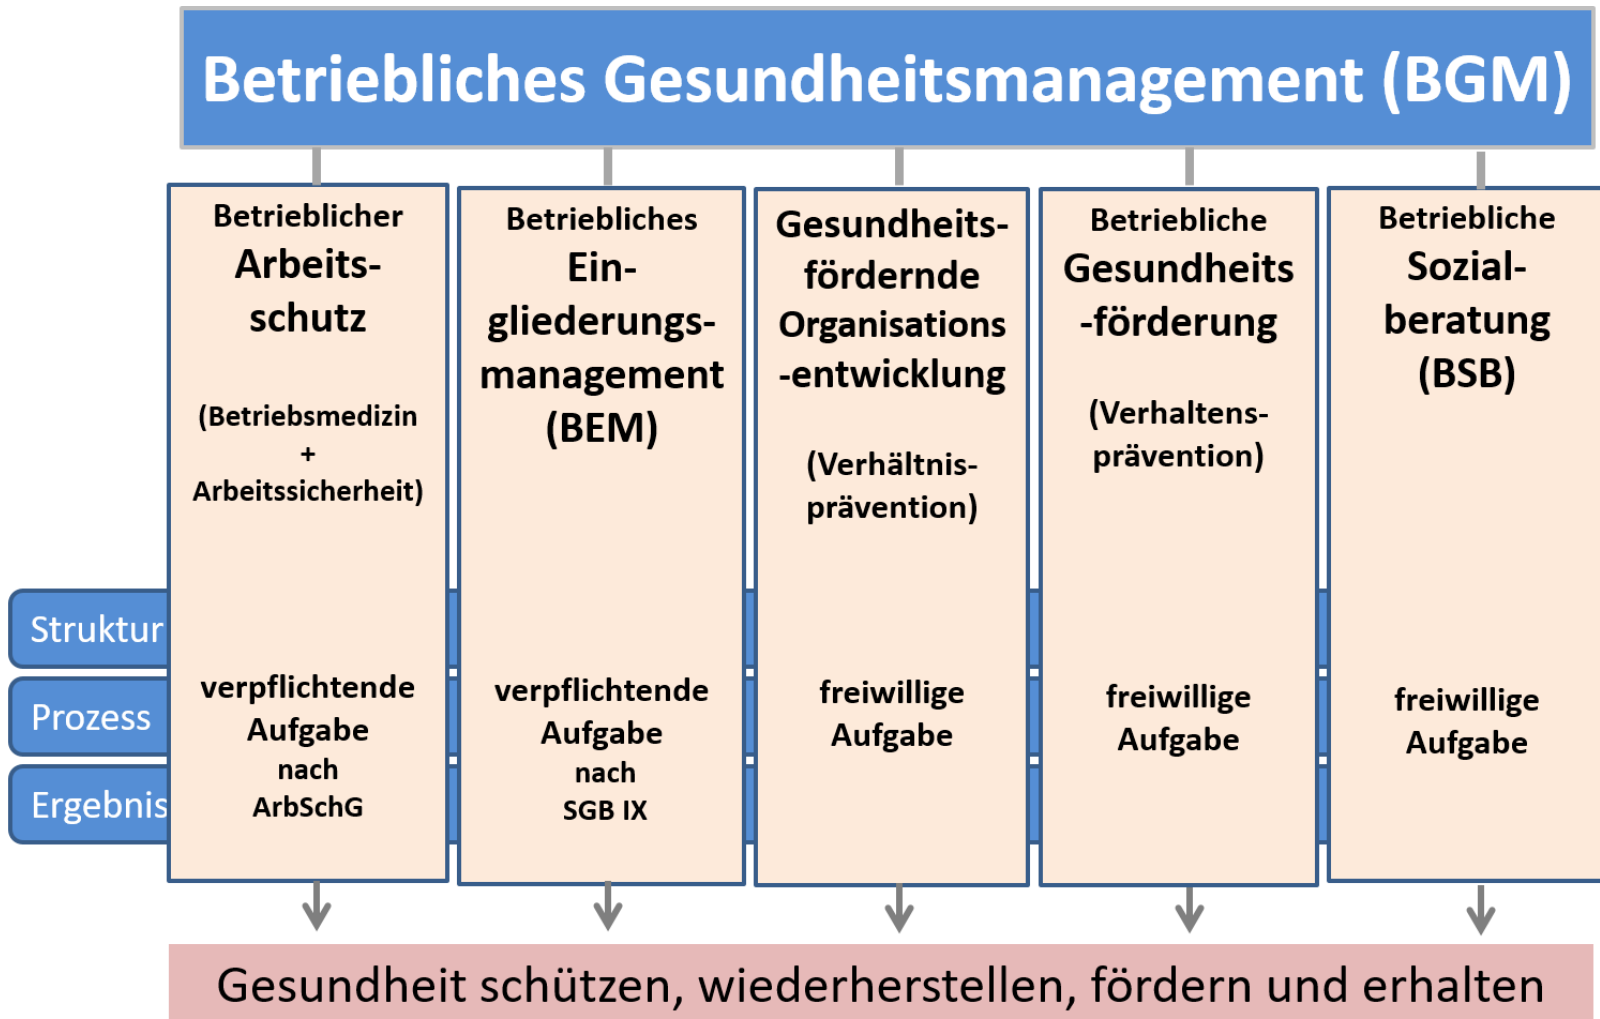 Betriebliches Gesundheitsmanagement (BGM)
Betrieblicher
Arbeits-
schutz
(Betriebsmedizin
+
Arbeitssicherheit)
verpflichtende
Aufgabe
nach
ArbSchG
Betriebliches
Ein-
gliederungs-
management
(BEM)
verpflichtende
Aufgabe
nach
SGB IX
Gesundheits-
fördernde
Organisations
-entwicklung
(Verhältnis-
prävention)
freiwillige
Aufgabe
Betriebliche
Gesundheits
-förderung
(Verhaltens-
prävention)
freiwillige
Aufgabe
Betriebliche
Sozial-
beratung
(BSB)
freiwillige
Aufgabe
Struktur
Prozess
Ergebnis
Gesundheit schützen, wiederherstellen, fördern und erhalten